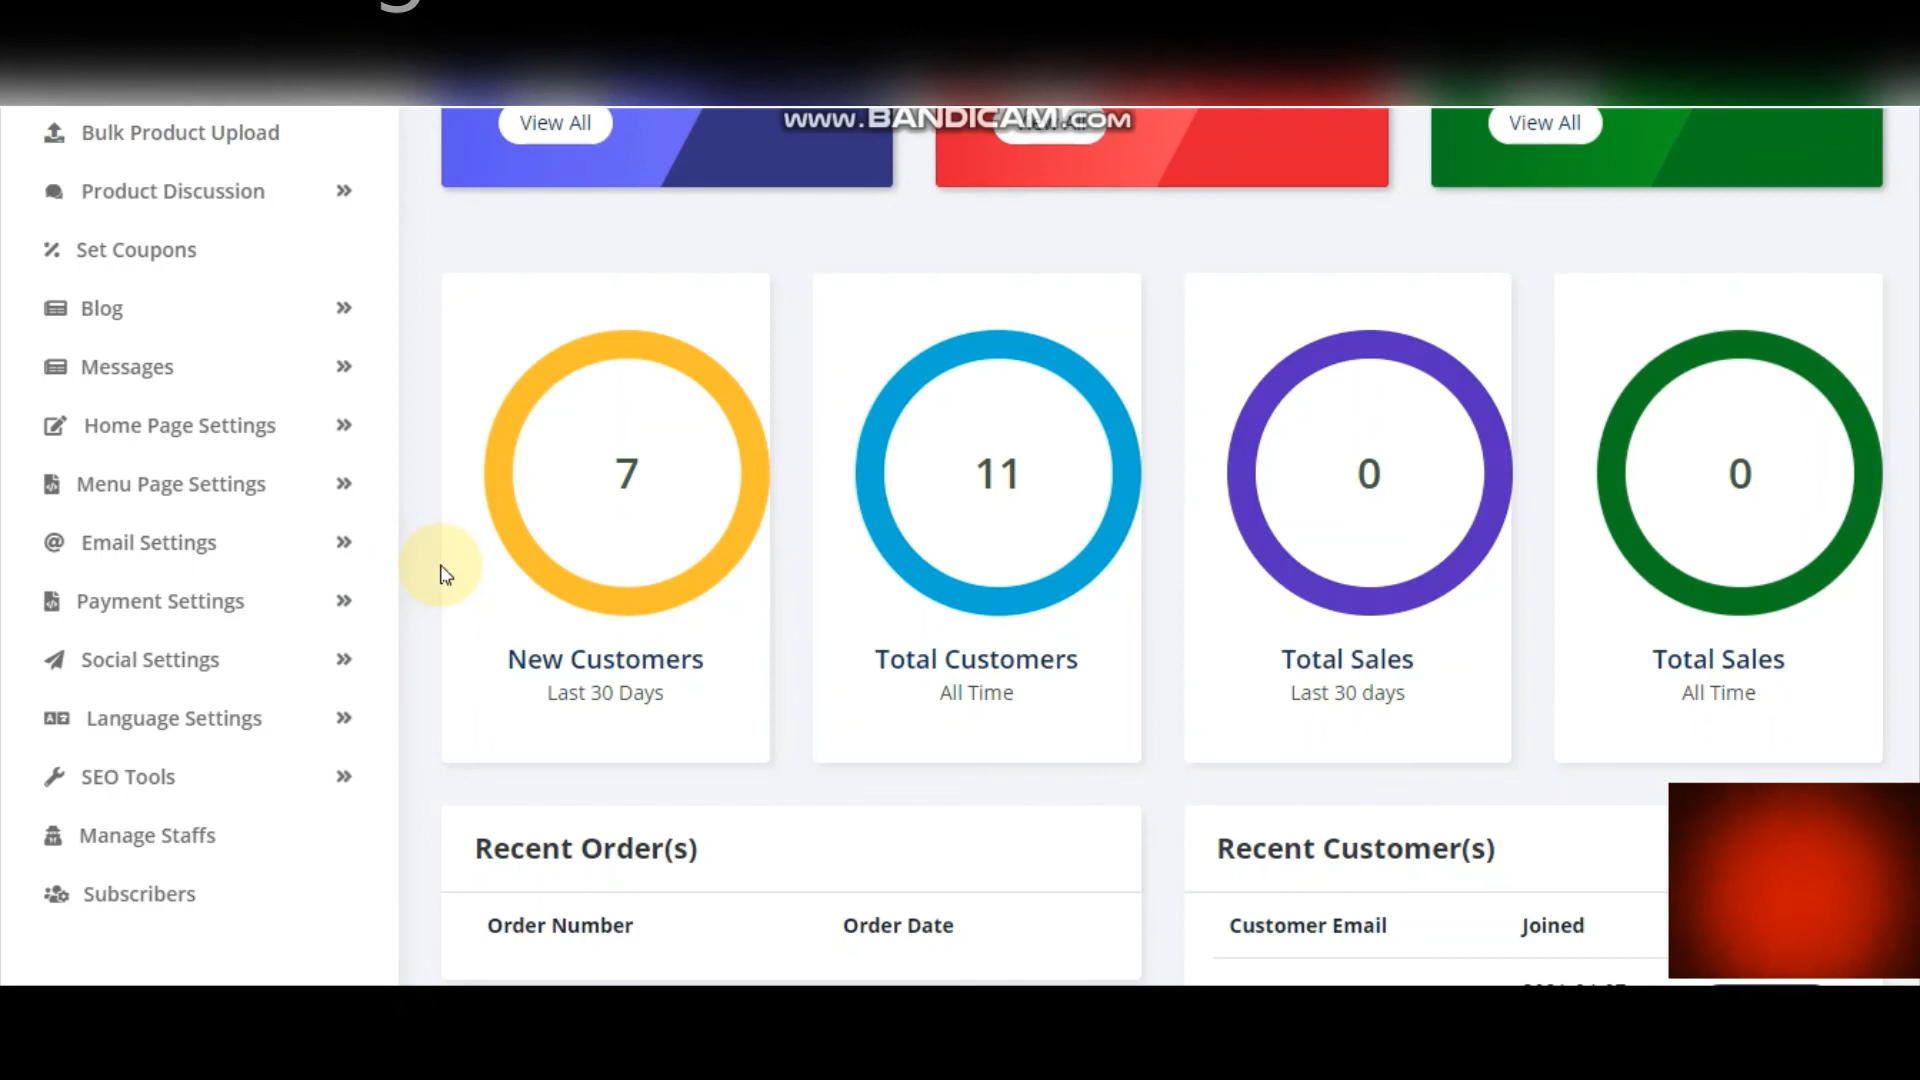 www.BANDICAM.com
Bulk Product Upload
Product Discussion
Set Coupons
Blog
Messages
Home Page Settings
Menu Page Settings
Email Settings
Payment Settings
Social Settings
Language Settings
SEO Tools
Manage Staffs
Subscribers
View All
View All
7
New Customers
Last 30 Days
11
Total Customers
All Time
0
Total Sales
Last 30 days
0
Total Sales
All Time
Recent Order(s)
Order Number Order Date
Recent Customer(s)
Customer Email Joined